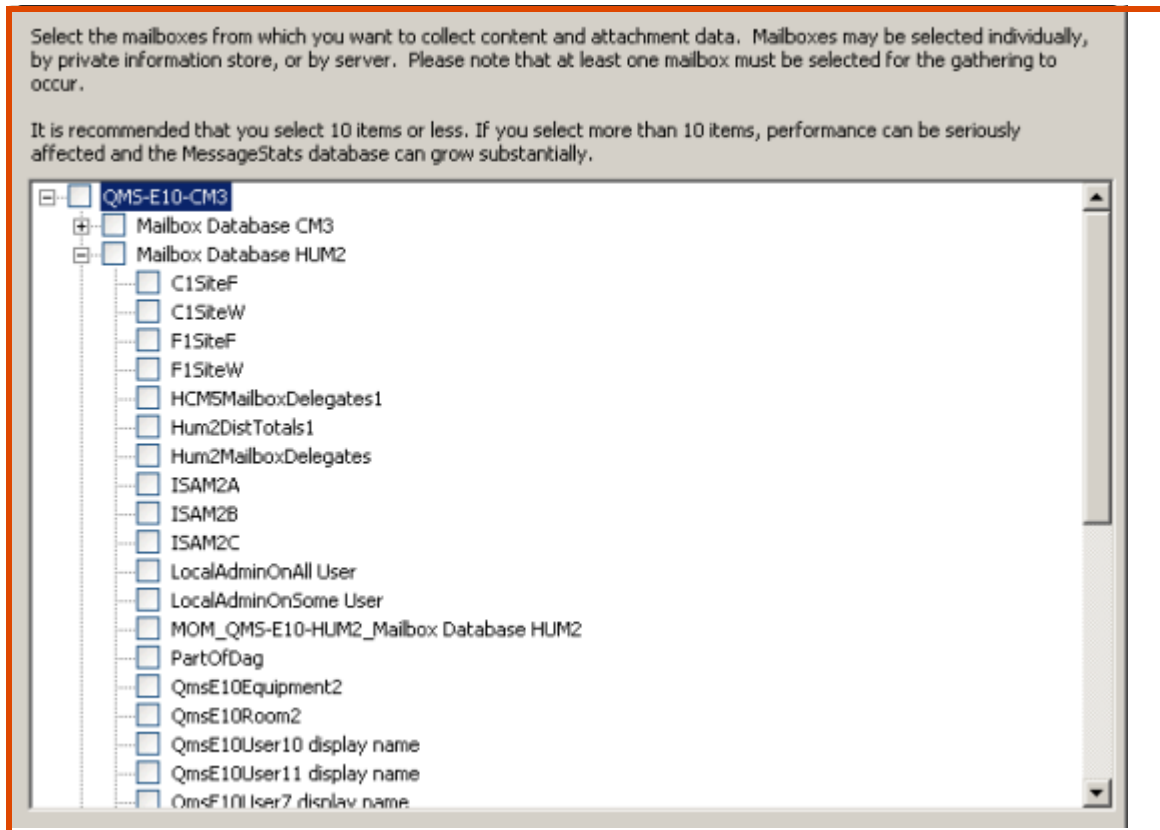 Select the mailboxes from which you want to collect content and attachment data.  Mailboxes may be selected individually,
by private information store, or by server.  Please note that at least one mailbox must be selected for the gathering to
occur.
It is recommended that you select 10 items or less. If you select more than 10 items, performance can be seriously
affected and the MessageStats database can grow substantially.
QMS-E10-CM3
Mailbox Database CM3
Mailbox Database HUM2
C1SiteF
C1SiteW
F1SiteF
F1SiteW
HCMSMailboxDelegates1
Hum2DistTotals1
Hum2MailboxDelegates
ISAM2A
ISAM2B
ISAM2C
LocalAdminOnAll User
LocalAdminOnSome User
MOM_QMS-E10-HUM2_Mailbox Database HUM2
PartOfDag
QmsE10Equipment2
QmsE10Room2
QmsE10User10 display name
QmsE10User11 display name
QmsE10User7 display name